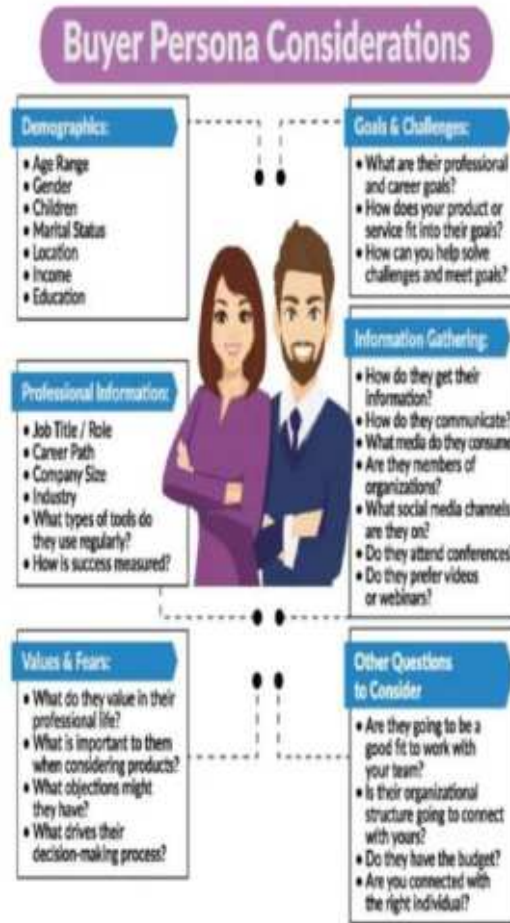 Buyer Persona Considerations
Demographics:
• Age Range
• Gender
• Children
• Marital Status
• Location
• Income
• Education
Professional Information:
• Job Title / Role
• Career Path
• Company Size
• Industry
• What types of tools do
they use regularly?
• How is success measured?
Values & Fears:
• What do they value in their
professional life?
• What is important to them
when considering products?
• What objections might
they have?
• What drives their
decision-making process?
Goals & Challenges:
• What are their professional
and career goals?
• How does your product or
service fit into their goals?
• How can you help solve
challenges and meet goals?
Information Gathering:
• How do they get their
information?
• How do they communicate?
• What media do they consume
• Are they members of
organizations?
• What social media channels
are they on?
• Do they attend conferences
• Do they prefer videos
or webinars?
Other Questions
to Consider
• Are they going to be a
good fit to work with
your team?
• Is their organizational
structure going to connect
with yours?
• Do they have the budget?
• Are you connected with
the right individual?